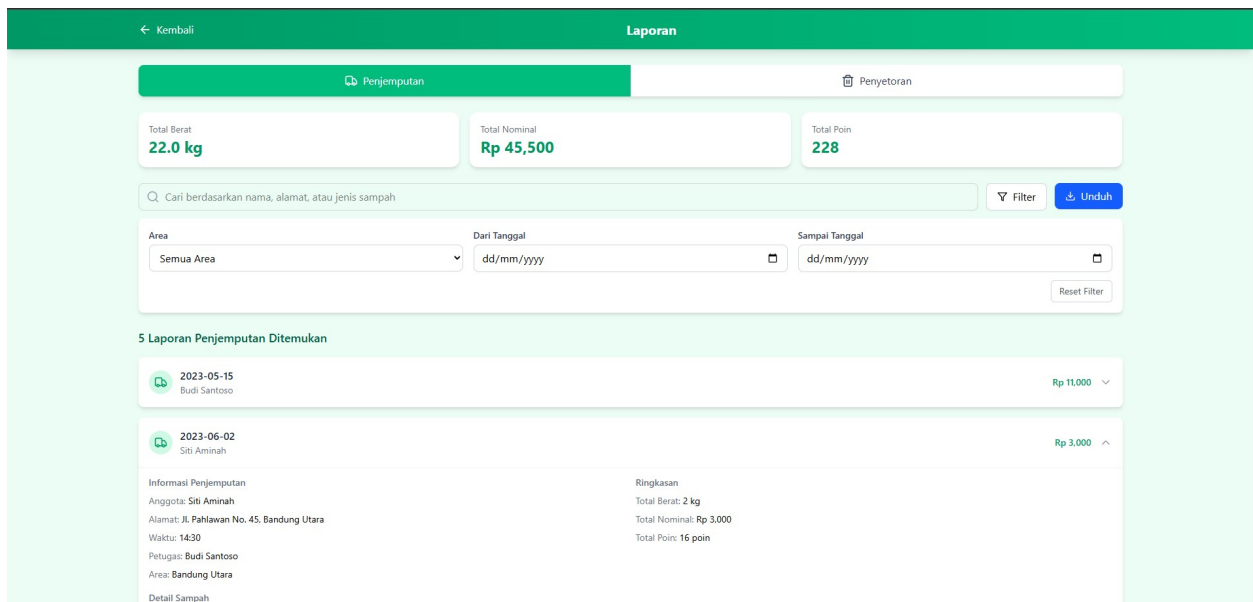 Kembali
Laporan
Penjemputan
Penyetoran
Total Berat
22.0 kg
Total Nominal
Rp 45,500
Total Poin
228
Cari berdasarkan nama, alamat, atau jenis sampah
Filter
Unduh
Area
Semua Area
Dari Tanggal
dd/mm/yyyy
Sampai Tanggal
dd/mm/yyyy
Reset Filter
5 Laporan Penjemputan Ditemukan
2023-05-15
Budi Santoso
Rp 11,000
2023-06-02
Siti Aminah
Rp 3,000
Informasi Penjemputan
Anggota: Siti Aminah
Alamat: Jl. Pahlawan No. 45, Bandung Utara
Waktu: 14:30
Petugas: Budi Santoso
Area: Bandung Utara
Ringkasan
Total Berat: 2 kg
Total Nominal: Rp 3,000
Total Poin: 16 poin
Detail Sampah